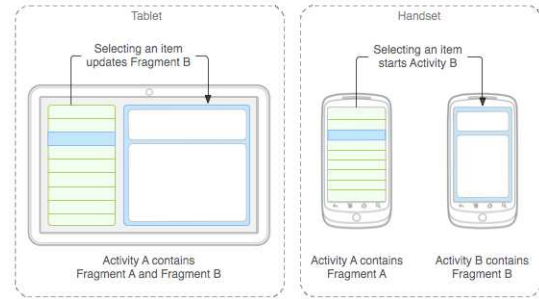 Tablet
Selecting an item
updates Fragment B
Activity A contains
Fragment A and Fragment B
Handset
Selecting an item
starts Activity B
Activity A contains
Fragment A
Activity B contains
Fragment B